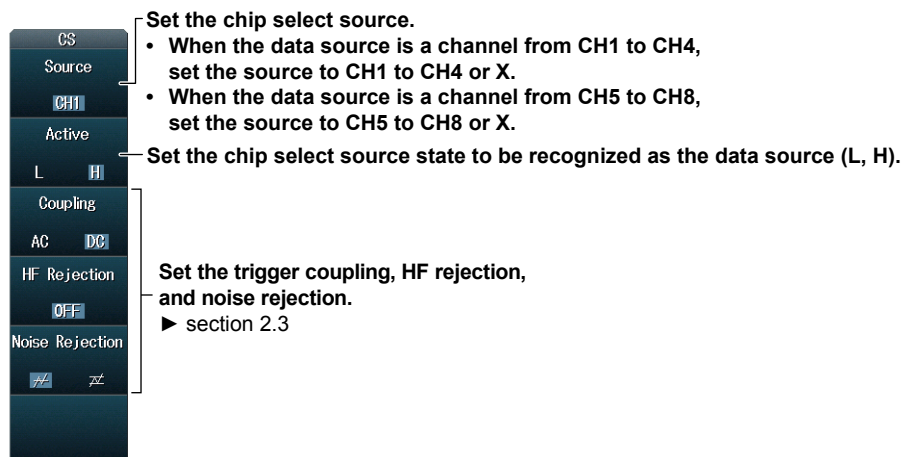 CS
Source
CH1
Active
L H
Coupling
AC DC
HF Rejection
OFF
Noise Rejection
Set the chip select source.
• When the data source is a channel from CH1 to CH4,
set the source to CH1 to CH4 or X.
• When the data source is a channel from CH5 to CH8,
set the source to CH5 to CH8 or X.
Set the chip select source state to be recognized as the data source (L, H).
Set the trigger coupling, HF rejection,
and noise rejection.
► section 2.3